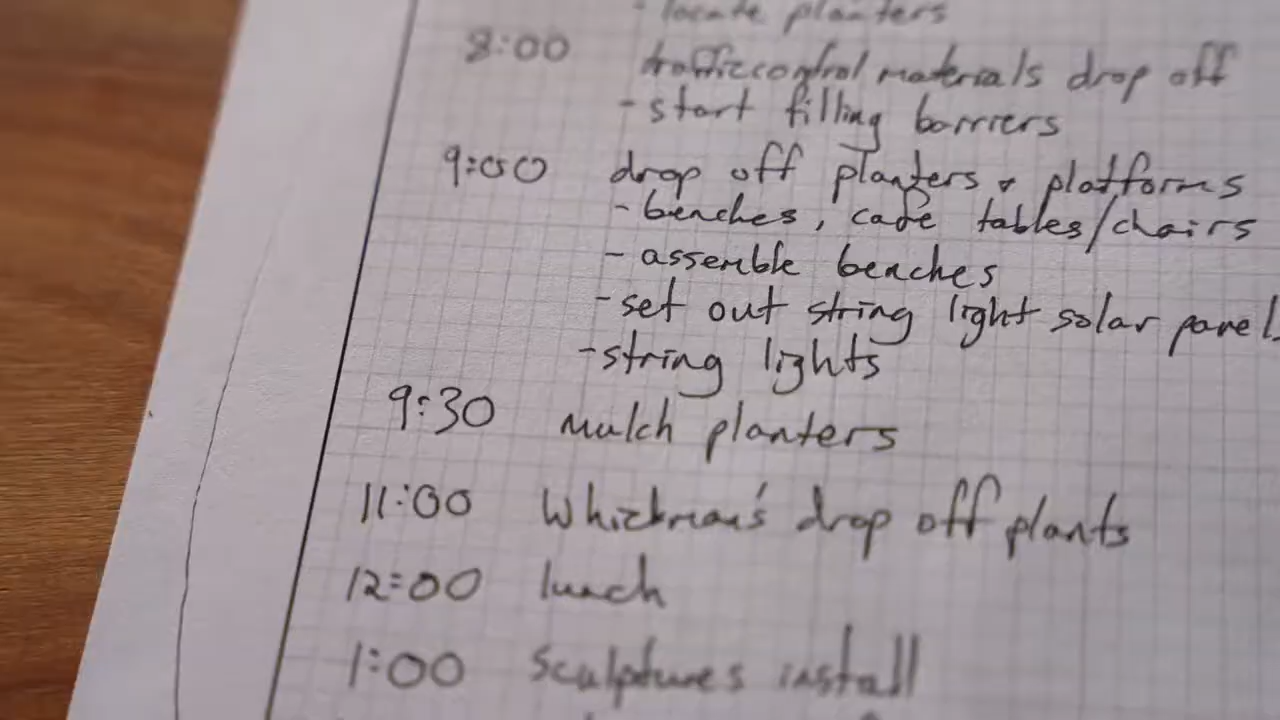 - locate planters
8:00 traffic control materials drop off
- start filling barriers
9:00 drop off planters & platforms
- benches, cafe tables/chairs
- assemble benches
- set out string light solar panel
- string lights
9:30 mulch planters
11:00 drop off plants
12:00 lunch
1:00 Sculptures install